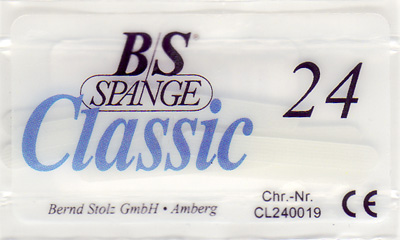 B/S®
SPANGE
Classic
24
Bernd Stolz GmbH • Amberg
Chr.-Nr.
CL240019
CE